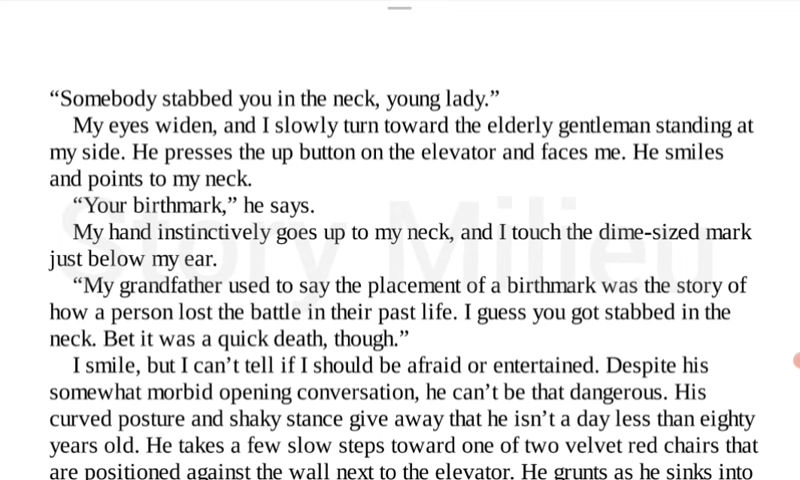 “Somebody stabbed you in the neck, young lady.”
My eyes widen, and I slowly turn toward the elderly gentleman standing at
my side. He presses the up button on the elevator and faces me. He smiles
and points to my neck.
“Your birthmark,” he says.
My hand instinctively goes up to my neck, and I touch the dime-sized mark
just below my ear.
“My grandfather used to say the placement of a birthmark was the story of
how a person lost the battle in their past life. I guess you got stabbed in the
neck. Bet it was a quick death, though.”
I smile, but I can’t tell if I should be afraid or entertained. Despite his
somewhat morbid opening conversation, he can’t be that dangerous. His
curved posture and shaky stance give away that he isn’t a day less than eighty
years old. He takes a few slow steps toward one of two velvet red chairs that
are positioned against the wall next to the elevator. He grunts as he sinks into
Story Milieu